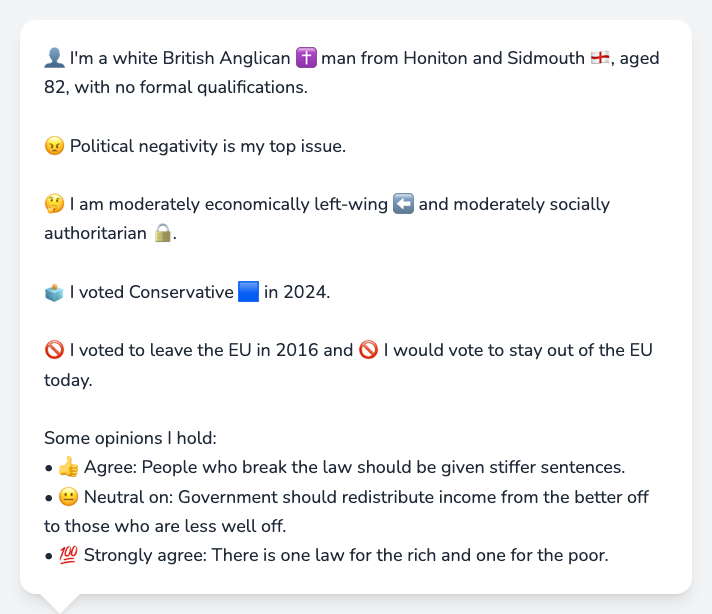 👤 I'm a white British Anglican ✝️ man from Honiton and Sidmouth 🏴󠁧󠁢󠁥󠁮󠁧󠁿, aged
82, with no formal qualifications.
😠 Political negativity is my top issue.
🤔 I am moderately economically left-wing ⬅️ and moderately socially
authoritarian 🔒.
🗳️ I voted Conservative 🟦 in 2024.
🚫 I voted to leave the EU in 2016 and 🚫 I would vote to stay out of the EU
today.
Some opinions I hold:
• 👍 Agree: People who break the law should be given stiffer sentences.
• 😐 Neutral on: Government should redistribute income from the better off
to those who are less well off.
• 💯 Strongly agree: There is one law for the rich and one for the poor.